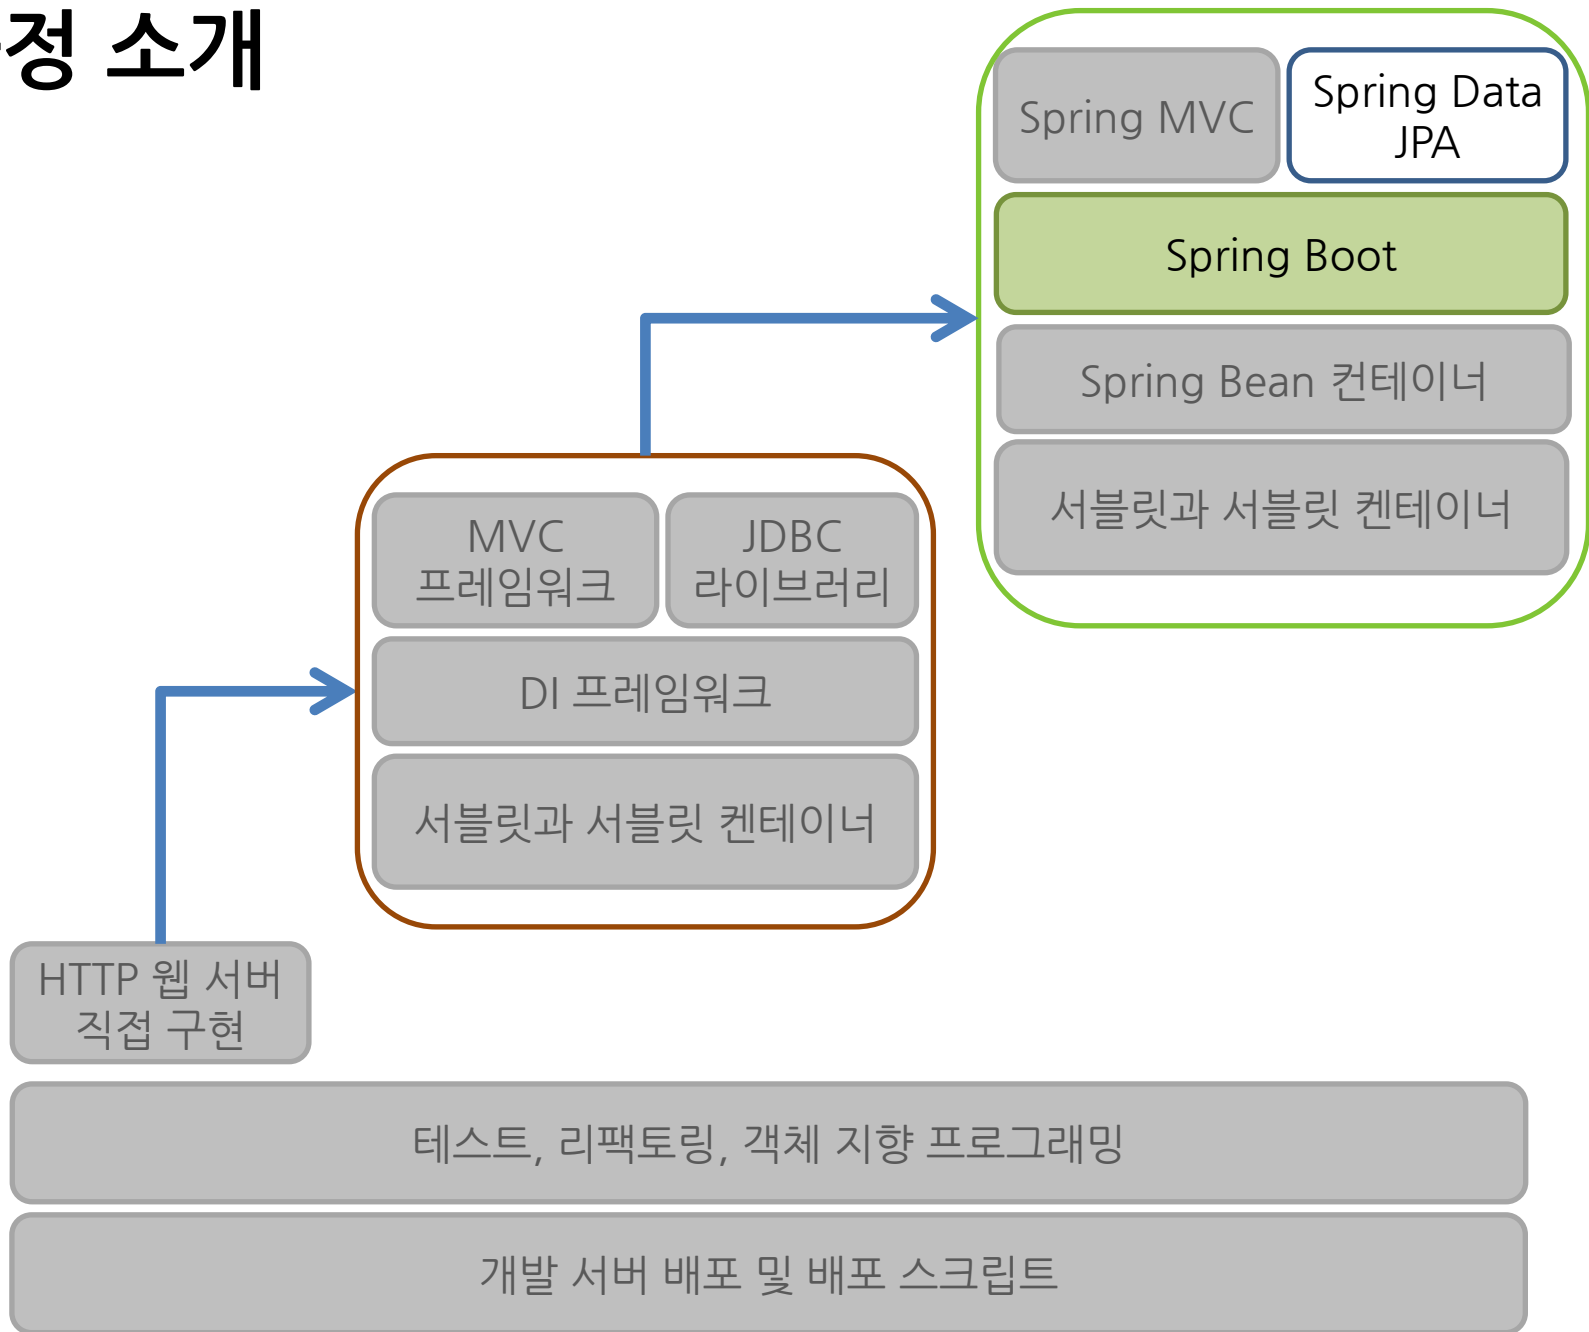 정 소개
Spring MVC
Spring Data
JPA
Spring Boot
Spring Bean 컨테이너
서블릿과 서블릿 켄테이너
MVC
프레임워크
JDBC
라이브러리
DI 프레임워크
서블릿과 서블릿 켄테이너
HTTP 웹 서버
직접 구현
테스트, 리팩토링, 객체 지향 프로그래밍
개발 서버 배포 및 배포 스크립트